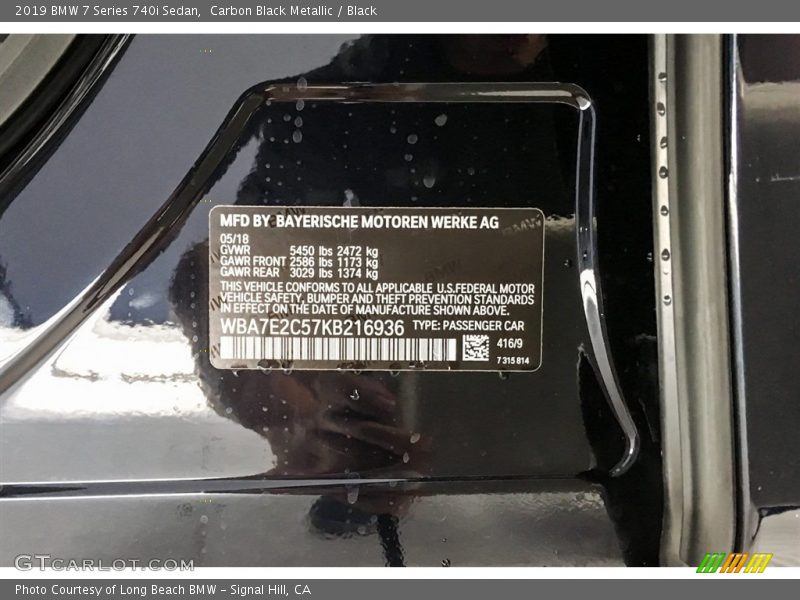 2019 BMW 7 Series 740i Sedan,  Carbon Black Metallic / Black
MFD BY BAYERISCHE MOTOREN WERKE AG
05/18
GVWR 5450 lbs 2472 kg
GAWR FRONT 2586 lbs 1173 kg
GAWR REAR 3029 lbs 1374 kg
THIS VEHICLE CONFORMS TO ALL APPLICABLE U.S.FEDERAL MOTOR
VEHICLE SAFETY, BUMPER AND THEFT PREVENTION STANDARDS
IN EFFECT ON THE DATE OF MANUFACTURE SHOWN ABOVE.
WBA7E2C57KB216936 TYPE: PASSENGER CAR
416/9
7 315 814
GTCarLot.com
Photo Courtesy of Long Beach BMW – Signal Hill, CA